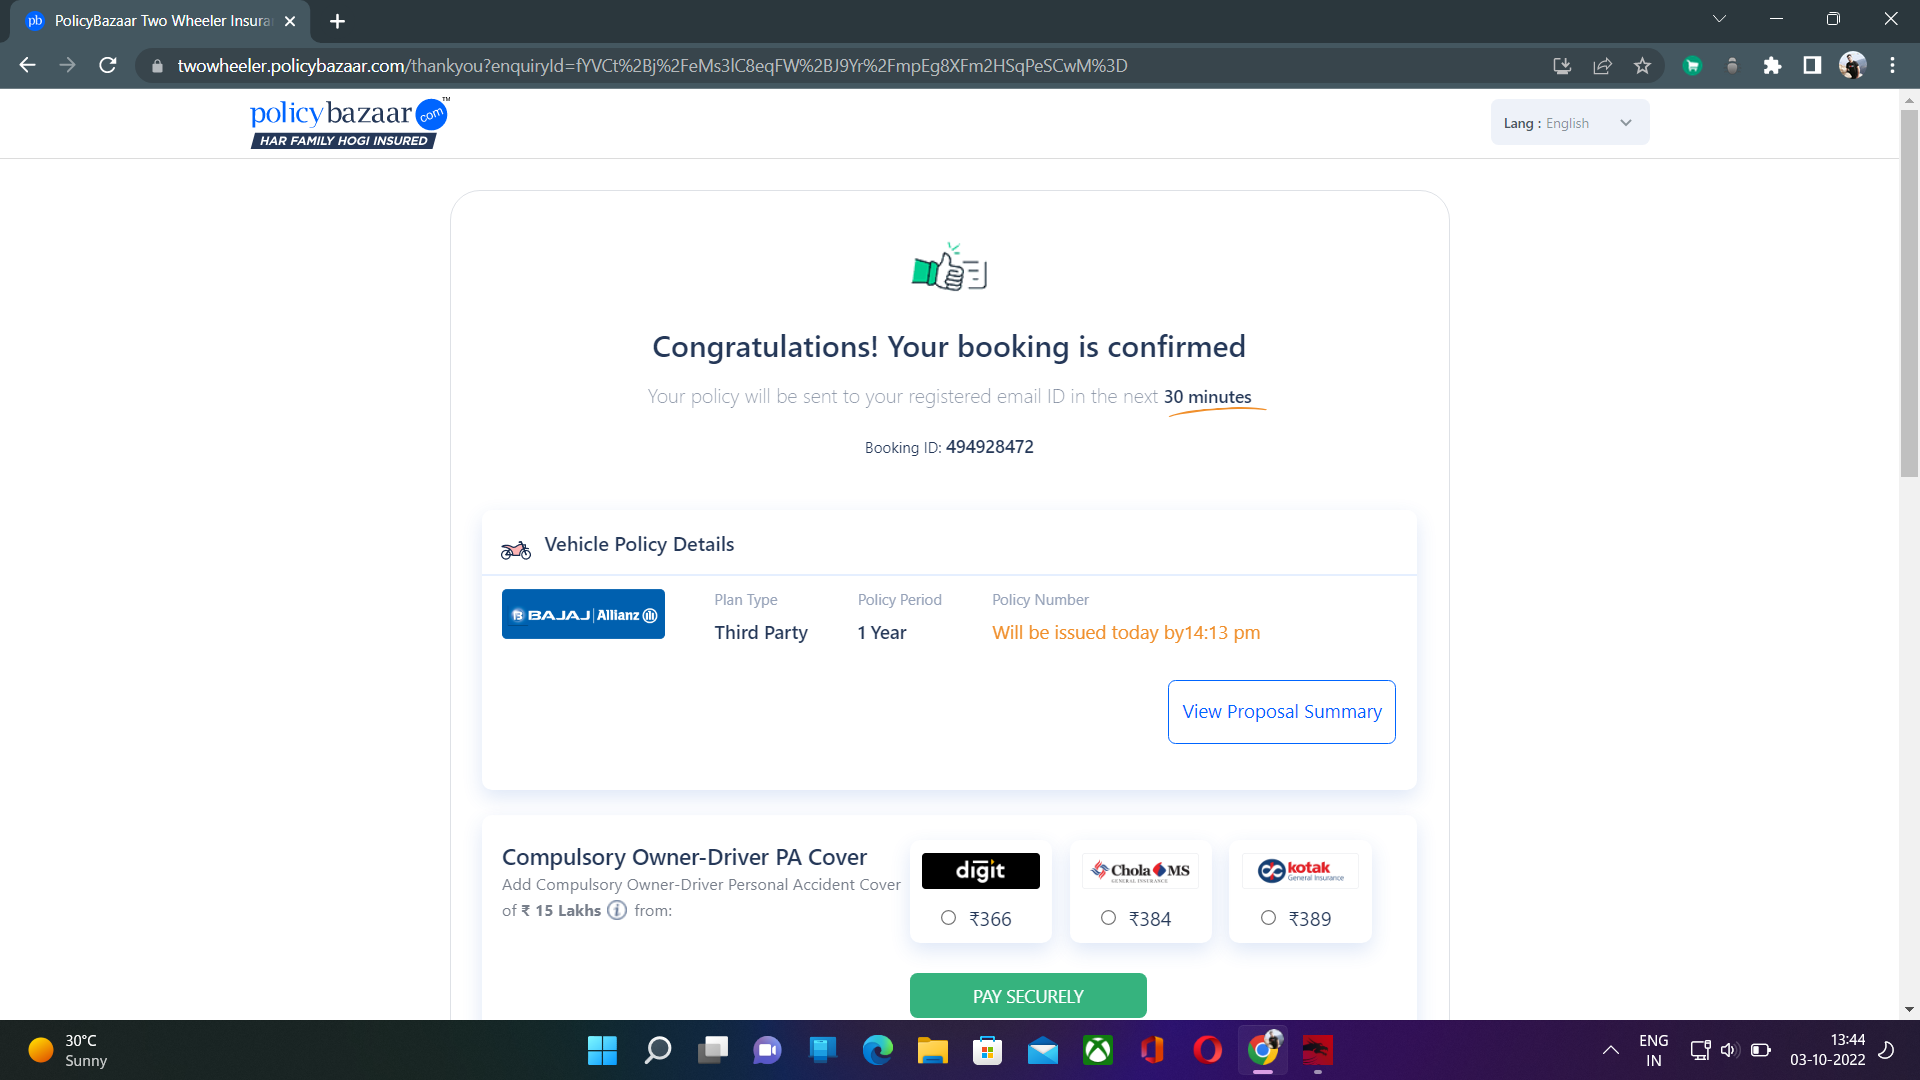 pb PolicyBazaar Two Wheeler Insura
twowheeler.policybazaar.com/thankyou?enquiryId=fYVCt%2Bj%2FeMs3lC8eqFW%2BJ9Yr%2FmpEg8XFm2HSqPeSCwM%3D
policybazaar com ™
HAR FAMILY HOGI INSURED
Lang : English
Congratulations! Your booking is confirmed
Your policy will be sent to your registered email ID in the next 30 minutes
Booking ID: 494928472
Vehicle Policy Details
BAJAJ | Allianz
Plan Type Policy Period Policy Number
Third Party 1 Year Will be issued today by14:13 pm
View Proposal Summary
Compulsory Owner-Driver PA Cover
Add Compulsory Owner-Driver Personal Accident Cover
of ₹ 15 Lakhs i from:
digit
₹366
Chola MS
GENERAL INSURANCE
₹384
kotak
General Insurance
₹389
PAY SECURELY
30°C
Sunny
ENG
IN
13:44
03-10-2022